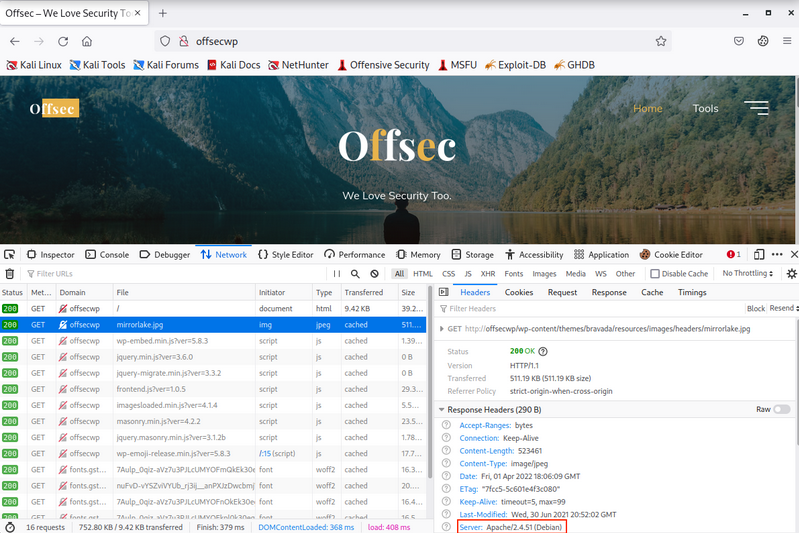 Offsec – We Love Security To
offsecwp
Kali Linux Kali Tools Kali Forums Kali Docs NetHunter Offensive Security MSFU Exploit-DB GHDB
Offsec Home Tools
Offsec
We Love Security Too.
Inspector Console Debugger Network Style Editor Performance Memory Storage Accessibility Application Cookie Editor 1
Filter URLs All HTML CSS JS XHR Fonts Images Media WS Other Disable Cache No Throttling
Status Met... Domain File Initiator Type Transferred Size
200 GET offsecwp / document html 9.42 KB 39.2...
200 GET offsecwp mirrorlake.jpg img jpeg cached 511....
200 GET offsecwp wp-embed.min.js?ver=5.8.3 script js cached 1.39...
200 GET offsecwp jquery.min.js?ver=3.6.0 script js cached 0 B
200 GET offsecwp jquery-migrate.min.js?ver=3.3.2 script js cached 0 B
200 GET offsecwp frontend.js?ver=1.0.5 script js cached 29.3...
200 GET offsecwp imagesloaded.min.js?ver=4.1.4 script js cached 5.5...
200 GET offsecwp masonry.min.js?ver=4.2.2 script js cached 23.5...
200 GET offsecwp jquery.masonry.min.js?ver=3.1.2b script js cached 1.78...
200 GET offsecwp wp-emoji-release.min.js?ver=5.8.3 /:15 (script) js cached
200 GET fonts.gst... font woff2 cached 16.3...
200 GET fonts.gst... font woff2 cached 20....
200 GET fonts.gst... font woff2 cached 16.4...
200 GET fonts.gst... font woff2 cached
16 requests 752.80 KB / 9.42 KB transferred Finish: 379 ms DOMContentLoaded: 368 ms load: 408 ms
Headers Cookies Request Response Cache Timings
Filter Headers Block Resend
GET http://offsecwp/wp-content/themes/bravada/resources/images/headers/mirrorlake.jpg
Status 200 OK
Version HTTP/1.1
Transferred 511.19 KB (511.19 KB size)
Referrer Policy strict-origin-when-cross-origin
Response Headers (290 B) Raw
Accept-Ranges: bytes
Connection: Keep-Alive
Content-Length: 523461
Content-Type: image/jpeg
Date: Fri, 01 Apr 2022 18:06:09 GMT
ETag: "7fcc5-5c601e4f3c080"
Keep-Alive: timeout=5, max=99
Last-Modified: Wed, 30 Jun 2021 20:52:02 GMT
Server: Apache/2.4.51 (Debian)